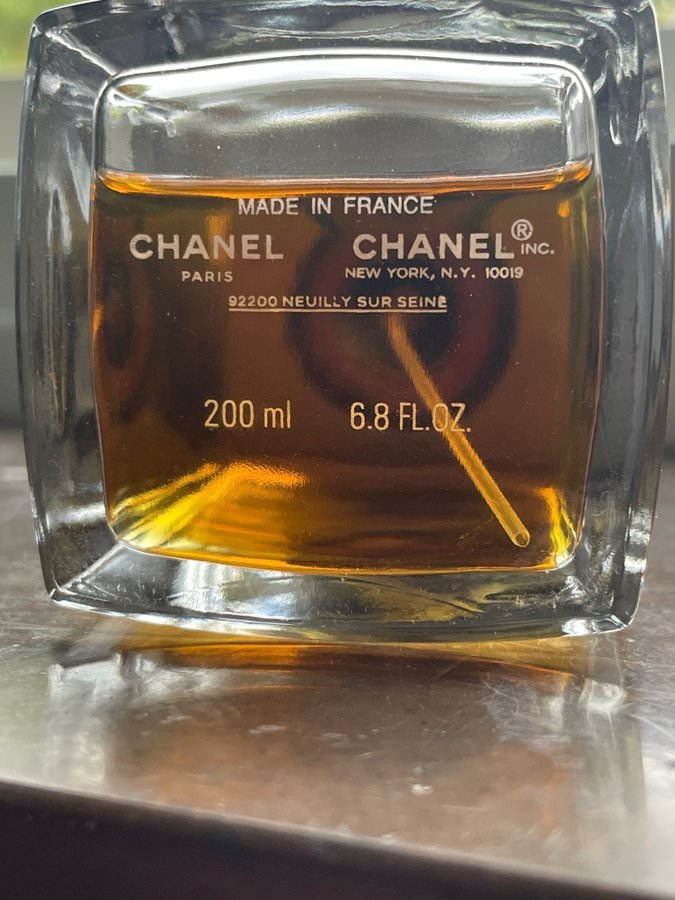 MADE IN FRANCE
CHANEL CHANEL® INC.
PARIS NEW YORK, N.Y. 10019
92200 NEUILLY SUR SEINE
200 ml 6.8 FL.OZ.